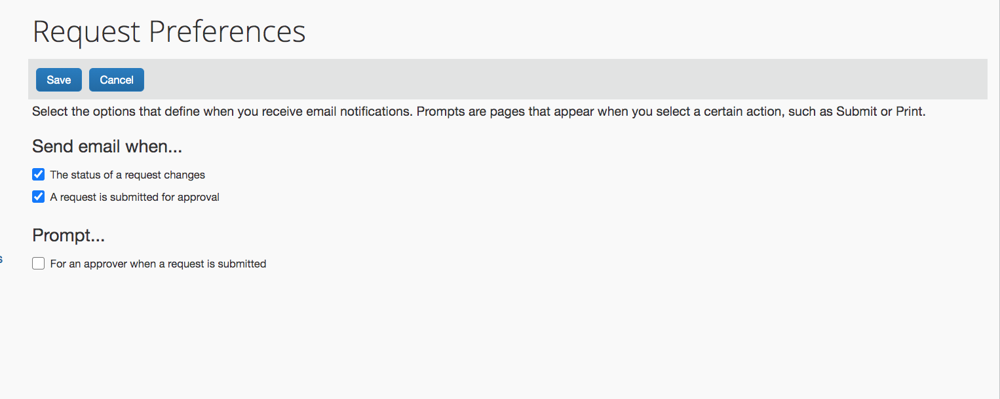 Request Preferences
Save Cancel
Select the options that define when you receive email notifications. Prompts are pages that appear when you select a certain action, such as Submit or Print.
Send email when...
The status of a request changes
A request is submitted for approval
Prompt...
s
For an approver when a request is submitted